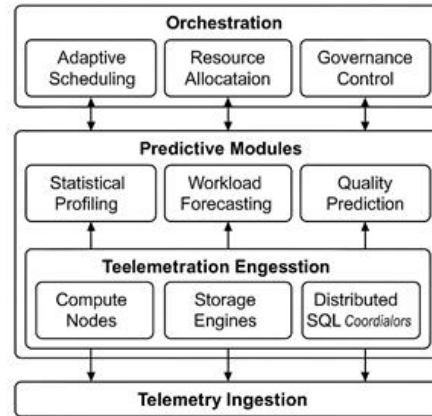 Orchestration
Adaptive
Scheduling
Resource
Allocataion
Governance
Control
Predictive Modules
Statistical
Profiling
Workload
Forecasting
Quality
Prediction
Teelemetration Engesstion
Compute
Nodes
Storage
Engines
Distributed
SQL Coordialors
Telemetry Ingestion